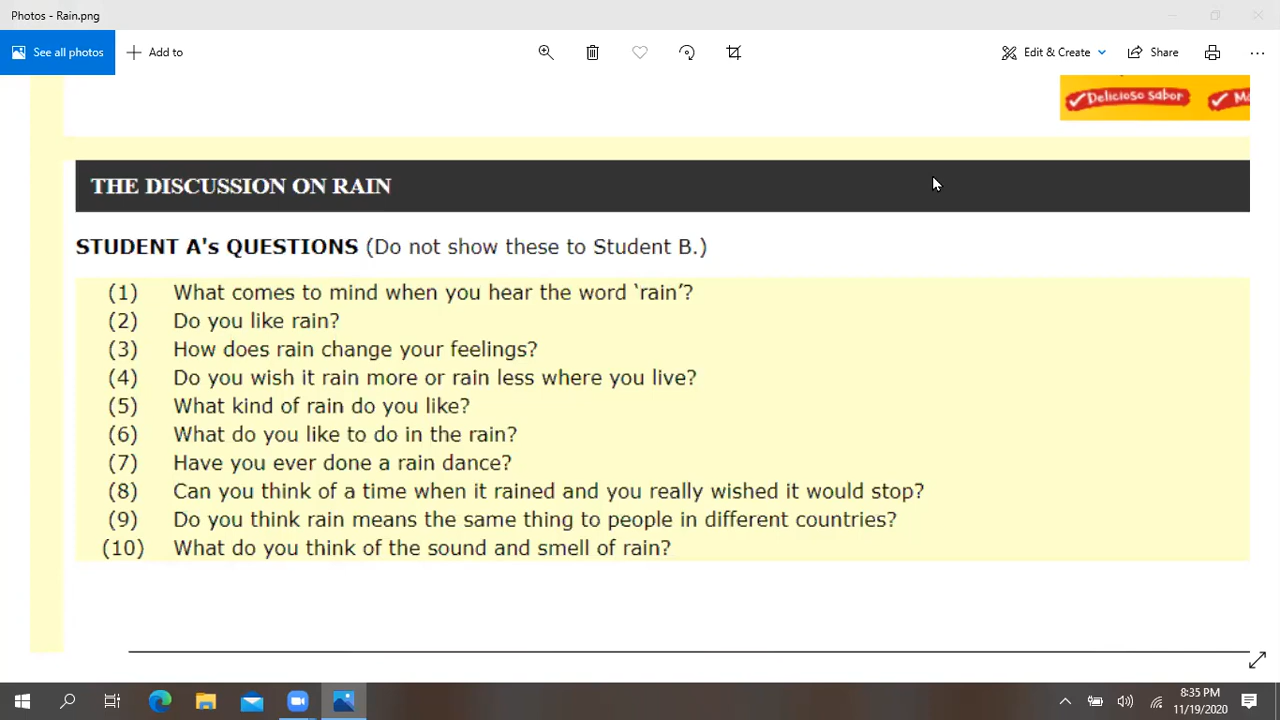 Photos - Rain.png
See all photos
Add to
Edit & Create
Share
Delicioso sabor
THE DISCUSSION ON RAIN
STUDENT A's QUESTIONS (Do not show these to Student B.)
(1) What comes to mind when you hear the word ‘rain’?
(2) Do you like rain?
(3) How does rain change your feelings?
(4) Do you wish it rain more or rain less where you live?
(5) What kind of rain do you like?
(6) What do you like to do in the rain?
(7) Have you ever done a rain dance?
(8) Can you think of a time when it rained and you really wished it would stop?
(9) Do you think rain means the same thing to people in different countries?
(10) What do you think of the sound and smell of rain?
8:35 PM
11/19/2020